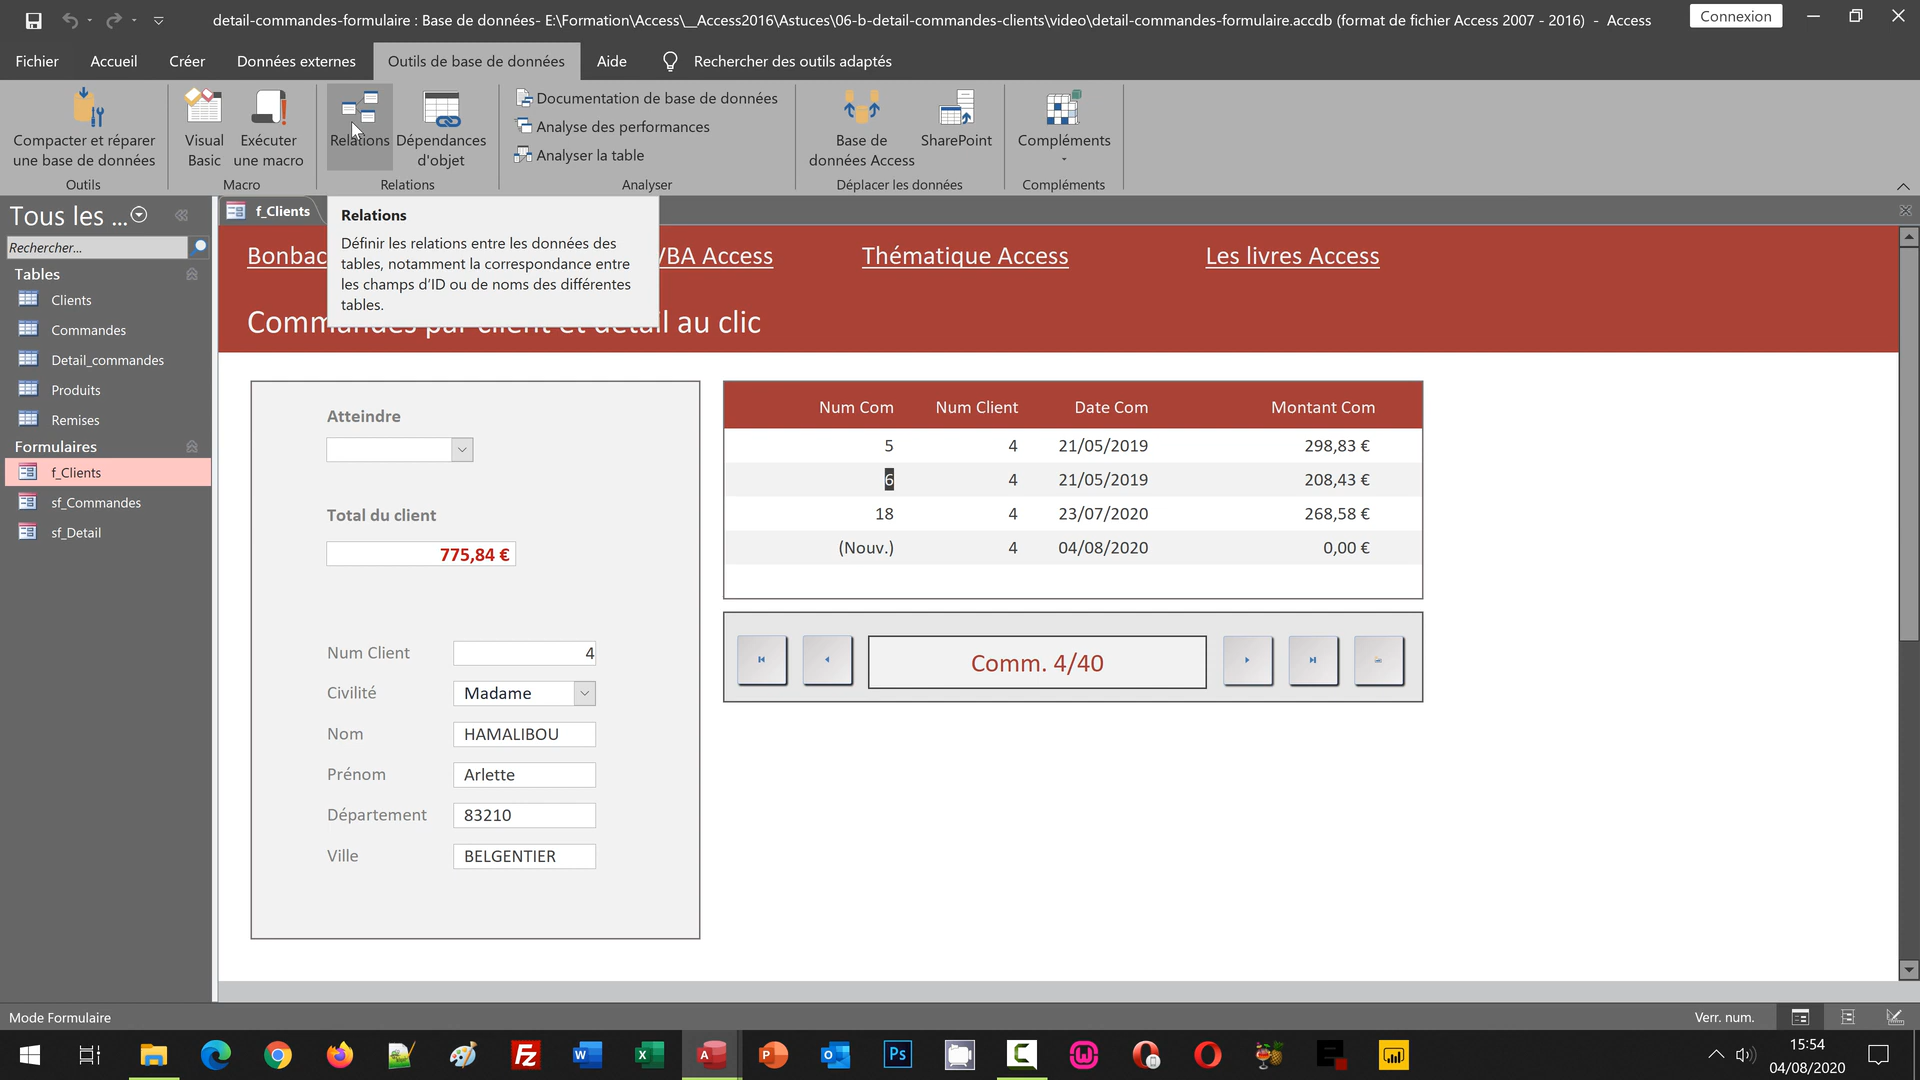 detail-commandes-formulaire : Base de données- E:\Formation\Access\__Access2016\Astuces\06-b-detail-commandes-clients\video\detail-commandes-formulaire.accdb (format de fichier Access 2007 - 2016)  -  Access
Connexion
Fichier
Accueil
Créer
Données externes
Outils de base de données
Aide
Rechercher des outils adaptés
Compacter et réparer
une base de données
Visual
Basic
Exécuter
une macro
Relations
Dépendances
d'objet
Documentation de base de données
Analyse des performances
Analyser la table
Base de
données Access
SharePoint
Compléments
Outils
Macro
Relations
Analyser
Déplacer les données
Compléments
Tous les ...
Rechercher...
Tables
Clients
Commandes
Detail_commandes
Produits
Remises
Formulaires
f_Clients
sf_Commandes
sf_Detail
f_Clients
Relations
Définir les relations entre les données des
tables, notamment la correspondance entre
les champs d'ID ou de noms des différentes
tables.
Bonbac
VBA Access
Thématique Access
Les livres Access
Commandes par client et détail au clic
Atteindre
Total du client
775,84 €
Num Client 4
Civilité Madame
Nom HAMALIBOU
Prénom Arlette
Département 83210
Ville BELGENTIER
Num Com Num Client Date Com Montant Com
5 4 21/05/2019 298,83 €
6 4 21/05/2019 208,43 €
18 4 23/07/2020 268,58 €
(Nouv.) 4 04/08/2020 0,00 €
Comm. 4/40
Mode Formulaire
Verr. num.
15:54
04/08/2020